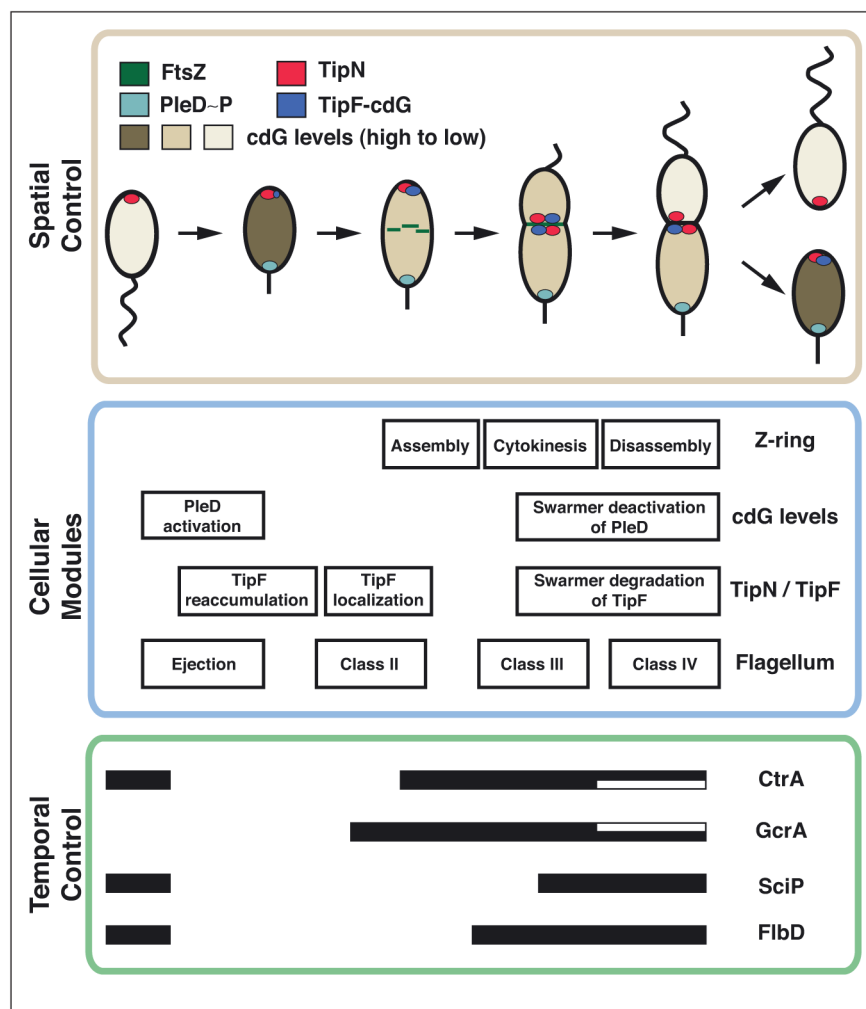 Spatial
Control
FtsZ
TipN
PleD~P
TipF-cdG
cdG levels (high to low)
Cellular
Modules
Assembly
Cytokinesis
Disassembly
Z-ring
PleD
activation
Swarmer deactivation
of PleD
cdG levels
TipF
reaccumulation
TipF
localization
Swarmer degradation
of TipF
TipN / TipF
Ejection
Class II
Class III
Class IV
Flagellum
Temporal
Control
CtrA
GcrA
SciP
FlbD